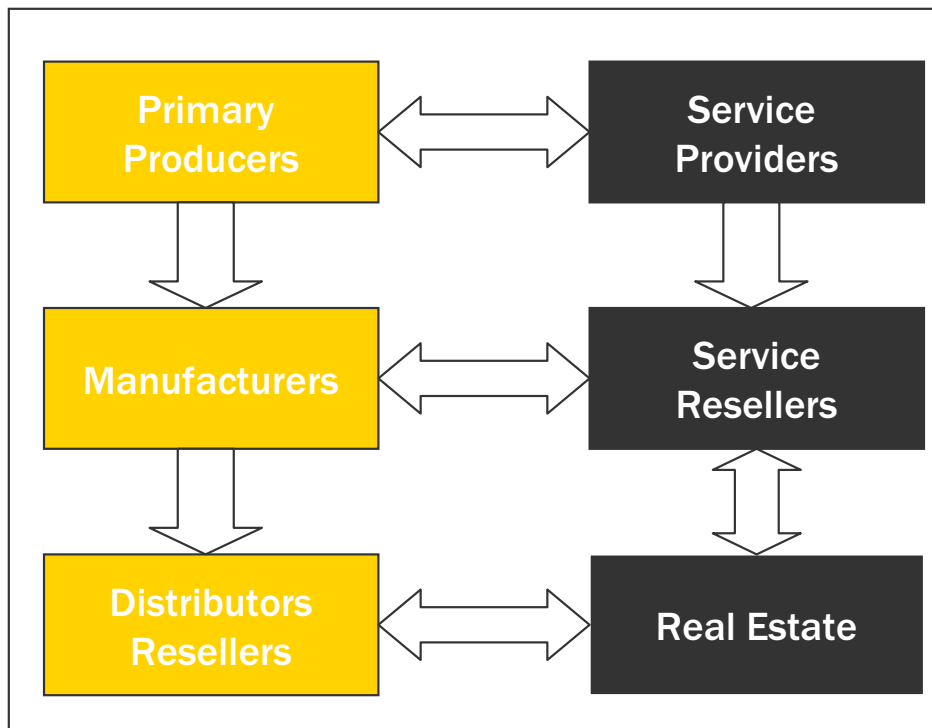 Primary
Producers
Service
Providers
Manufacturers
Service
Resellers
Distributors
Resellers
Real Estate